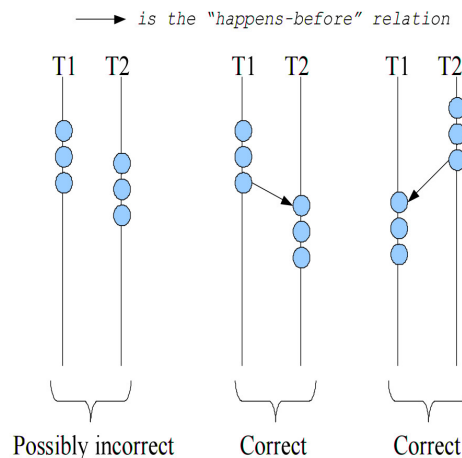 is the “happens-before” relation
T1 T2 T1 T2 T1 T2
Possibly incorrect Correct Correct